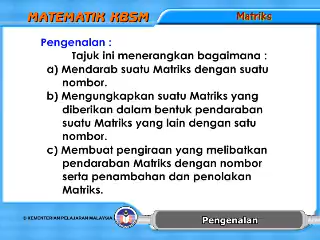 MATEMATIK KBSM
Matriks
Pengenalan :
Tajuk ini menerangkan bagaimana :
a) Mendarab suatu Matriks dengan suatu
nombor.
b) Mengungkapkan suatu Matriks yang
diberikan dalam bentuk pendaraban
suatu Matriks yang lain dengan satu
nombor.
c) Membuat pengiraan yang melibatkan
pendaraban Matriks dengan nombor
serta penambahan dan penolakan
Matriks.
© KEMENTERIAN PELAJARAN MALAYSIA
Pengenalan